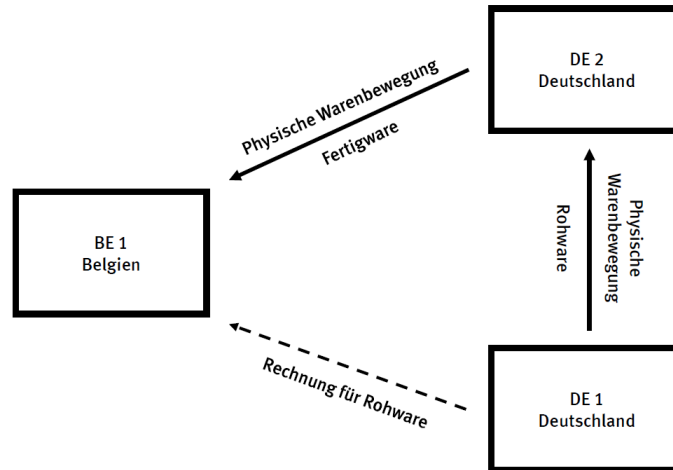 DE 2
Deutschland
Physische Warenbewegung
Fertigware
BE 1
Belgien
Physische
Warenbewegung
Rohware
Rechnung für Rohware
DE 1
Deutschland